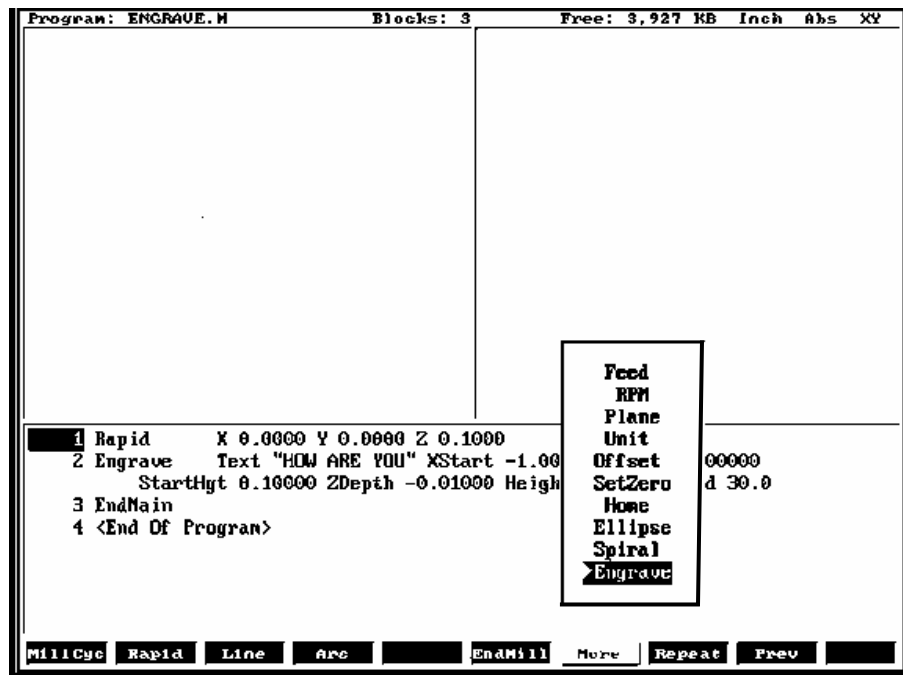 Program: ENGRAVE.M Blocks: 3 Free: 3,927 KB Inch Abs XY
1 Rapid X 0.0000 Y 0.0000 Z 0.1000
2 Engrave Text "HOW ARE YOU" XStart -1.00 00000
StartHgt 0.10000 ZDepth -0.01000 Heigh d 30.0
3 EndMain
4 <End Of Program>
Feed
RPM
Plane
Unit
Offset
SetZero
Home
Ellipse
Spiral
Engrave
MillCyc Rapid Line Arc EndMill More Repeat Prev